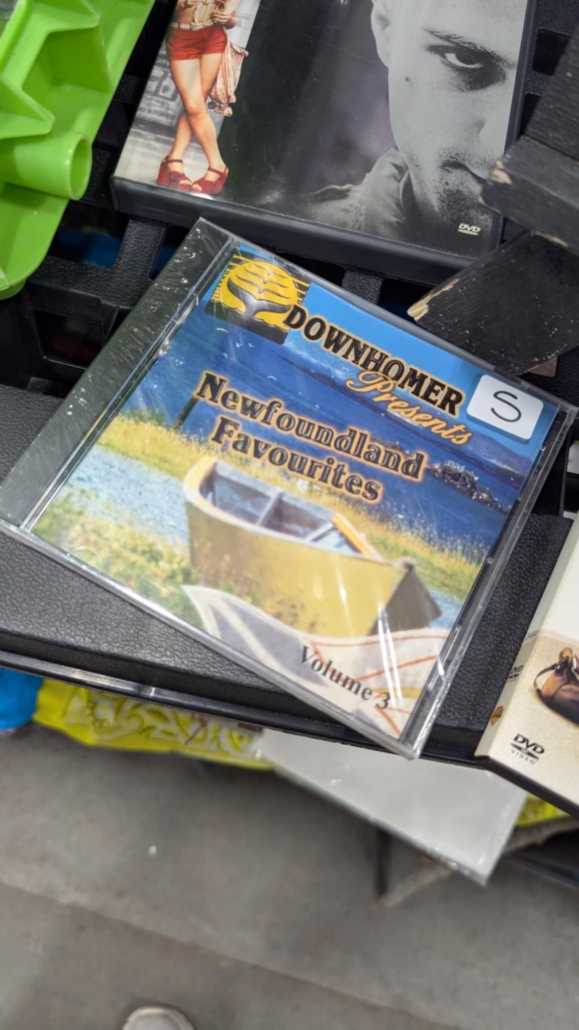 DVD
DOWNHOMER
Presents
S
Newfoundland
Favourites
Volume 3
DVD
VIDEO